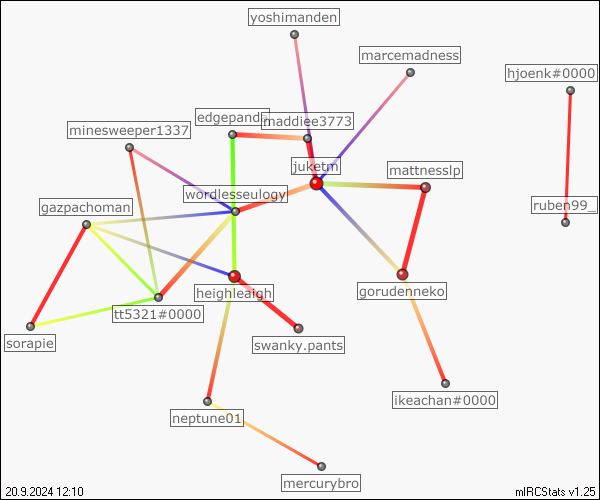 yoshimanden
marcemadness
hjoenk#0000
edgepanda
maddiee3773
minesweeper1337
juketm
mattnesslp
wordlesseulogy
gazpachoman
ruben99_
heighleaigh
gorudenneko
tt5321#0000
sorapie
swanky.pants
ikeachan#0000
neptune01
mercurybro
20.9.2024 12:10
mIRCStats v1.25